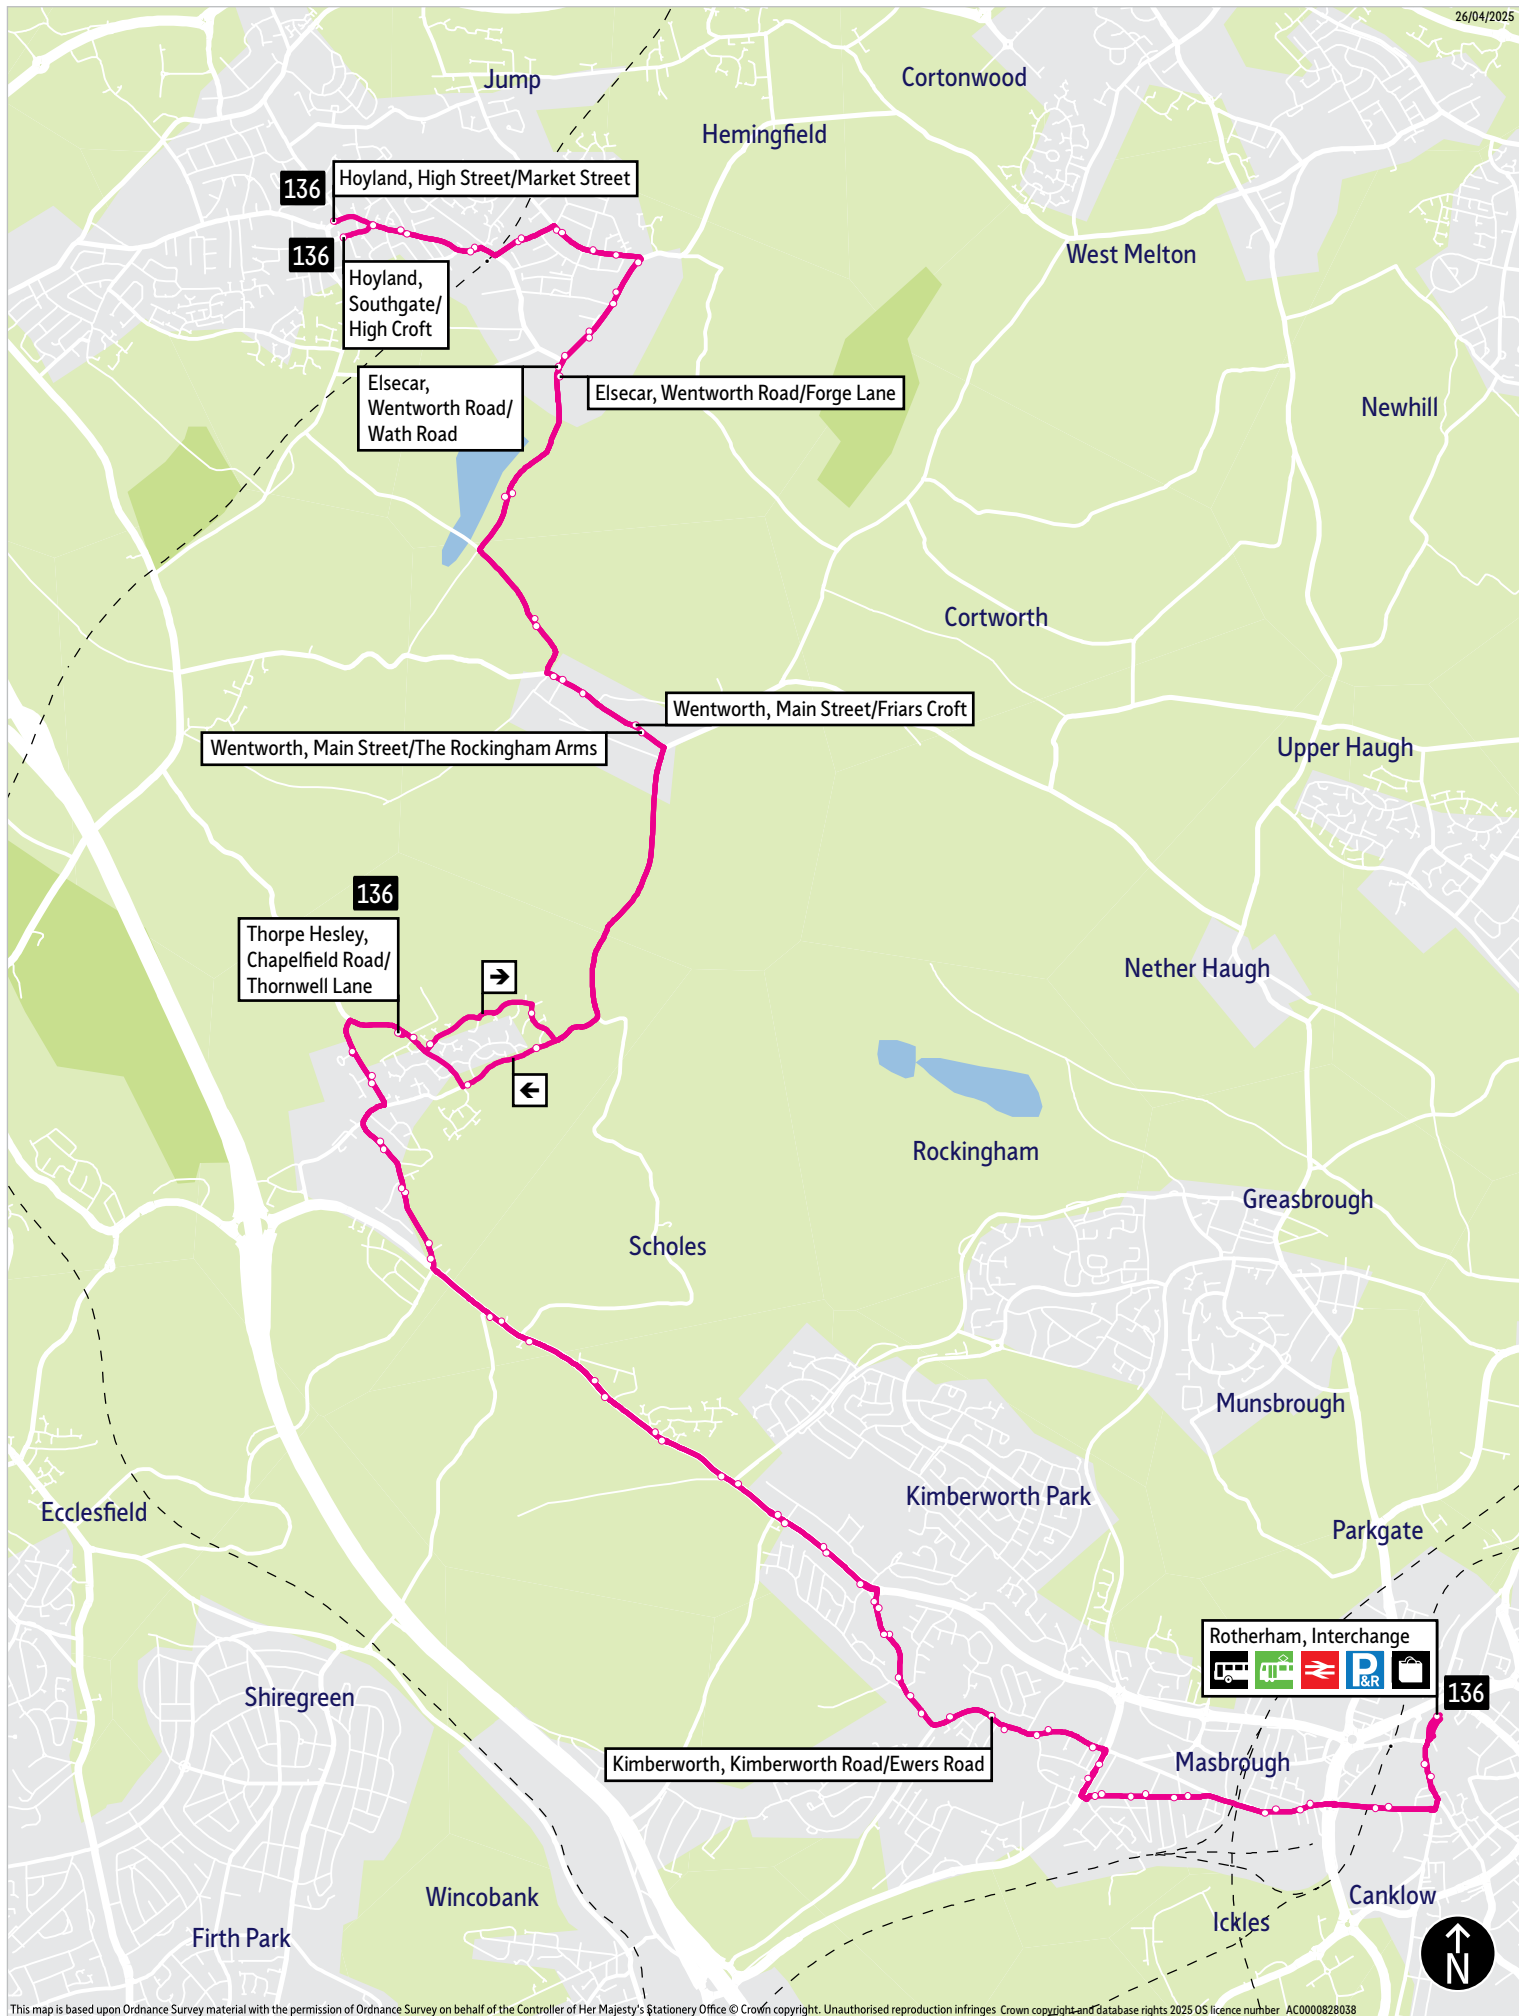 26/04/2025
Jump
Cortonwood
Hemingfield
136
Hoyland, High Street/Market Street
136
Hoyland,
Southgate/
High Croft
West Melton
Elsecar,
Wentworth Road/
Wath Road
Elsecar, Wentworth Road/Forge Lane
Newhill
Cortworth
Wentworth, Main Street/Friars Croft
Wentworth, Main Street/The Rockingham Arms
Upper Haugh
136
Thorpe Hesley,
Chapelfield Road/
Thornwell Lane
Nether Haugh
Rockingham
Greasbrough
Scholes
Munsbrough
Kimberworth Park
Ecclesfield
Parkgate
Rotherham, Interchange
P&R
136
Shiregreen
Kimberworth, Kimberworth Road/Ewers Road
Masbrough
Wincobank
Canklow
Ickles
Firth Park
N
This map is based upon Ordnance Survey material with the permission of Ordnance Survey on behalf of the Controller of Her Majesty's Stationery Office © Crown copyright. Unauthorised reproduction infringes Crown copyright and database rights 2025 OS licence number AC0000828038